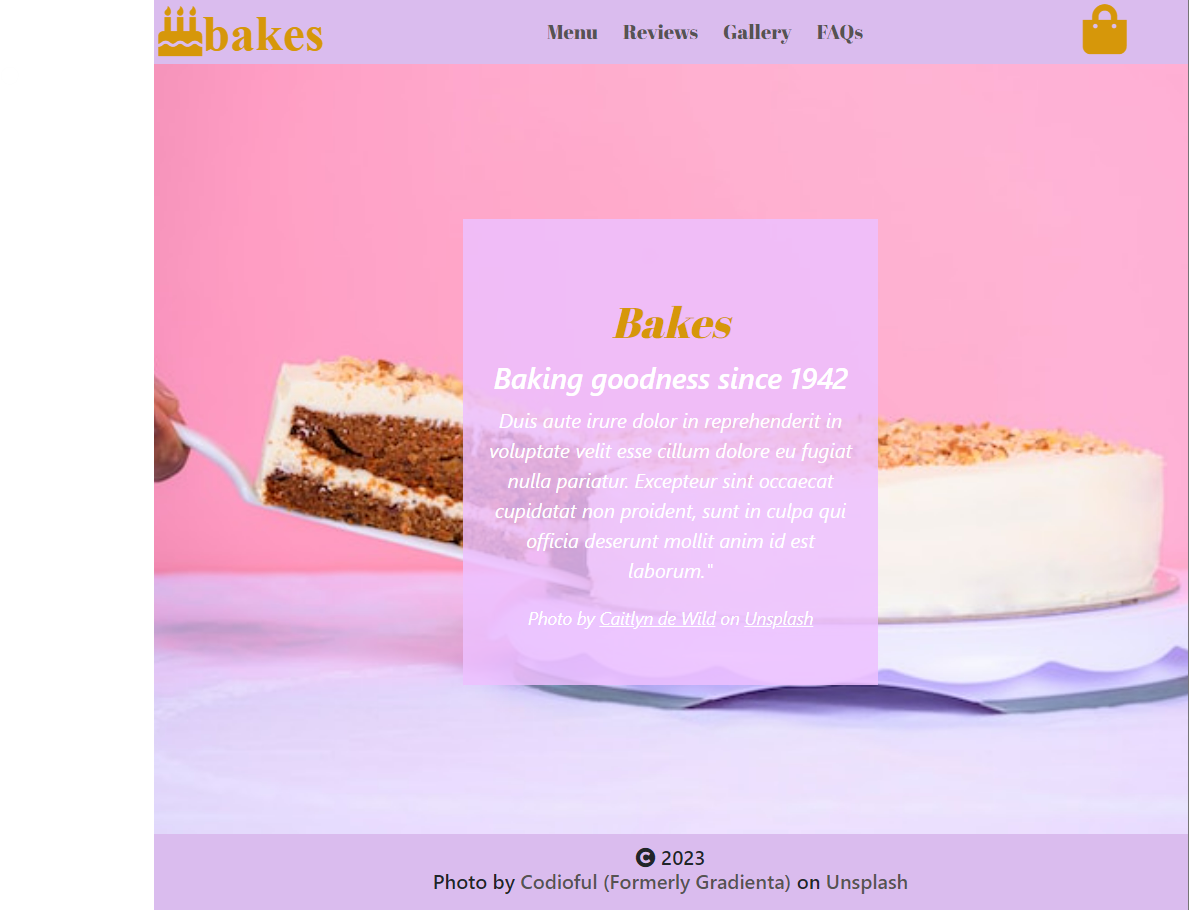 bakes
Menu Reviews Gallery FAQs
Bakes
Baking goodness since 1942
Duis aute irure dolor in reprehenderit in
voluptate velit esse cillum dolore eu fugiat
nulla pariatur. Excepteur sint occaecat
cupidatat non proident, sunt in culpa qui
officia deserunt mollit anim id est
laborum."
Photo by Caitlyn de Wild on Unsplash
© 2023
Photo by Codioful (Formerly Gradienta) on Unsplash